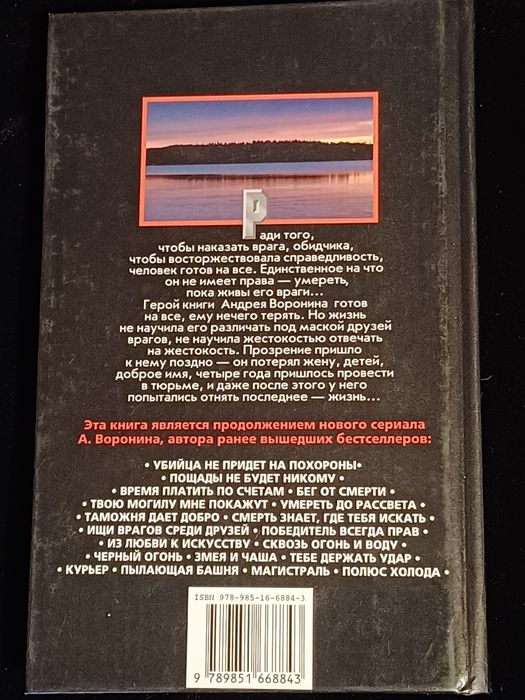 Ради того,
чтобы наказать врага, обидчика,
чтобы восторжествовала справедливость,
человек готов на все. Единственное на что
он не имеет права — умереть,
пока живы его враги...
Герой книги Андрея Воронина готов
на все, ему нечего терять. Но жизнь
не научила его различать под маской друзей
врагов, не научила жестокостью отвечать
на жестокость. Прозрение пришло
к нему поздно — он потерял жену, детей,
доброе имя, четыре года пришлось провести
в тюрьме, и даже после этого у него
попытались отнять последнее — жизнь...
Эта книга является продолжением нового сериала
А. Воронина, автора ранее вышедших бестселлеров:
• УБИЙЦА НЕ ПРИДЕТ НА ПОХОРОНЫ•
• ПОЩАДЫ НЕ БУДЕТ НИКОМУ •
• ВРЕМЯ ПЛАТИТЬ ПО СЧЕТАМ • БЕГ ОТ СМЕРТИ •
• ТВОЮ МОГИЛУ МНЕ ПОКАЖУТ • УМЕРЕТЬ ДО РАССВЕТА •
• ТАМОЖНЯ ДАЕТ ДОБРО • СМЕРТЬ ЗНАЕТ, ГДЕ ТЕБЯ ИСКАТЬ •
• ИЩИ ВРАГОВ СРЕДИ ДРУЗЕЙ • ПОБЕДИТЕЛЬ ВСЕГДА ПРАВ •
• ИЗ ЛЮБВИ К ИСКУССТВУ • СКВОЗЬ ОГОНЬ И ВОДУ •
• ЧЕРНЫЙ ОГОНЬ • ЗМЕЯ И ЧАША • ТЕБЕ ДЕРЖАТЬ УДАР •
• КУРЬЕР • ПЫЛАЮЩАЯ БАШНЯ • МАГИСТРАЛЬ • ПОЛЮС ХОЛОДА •
ISBN 978-985-16-6884-3
9 789851 668843